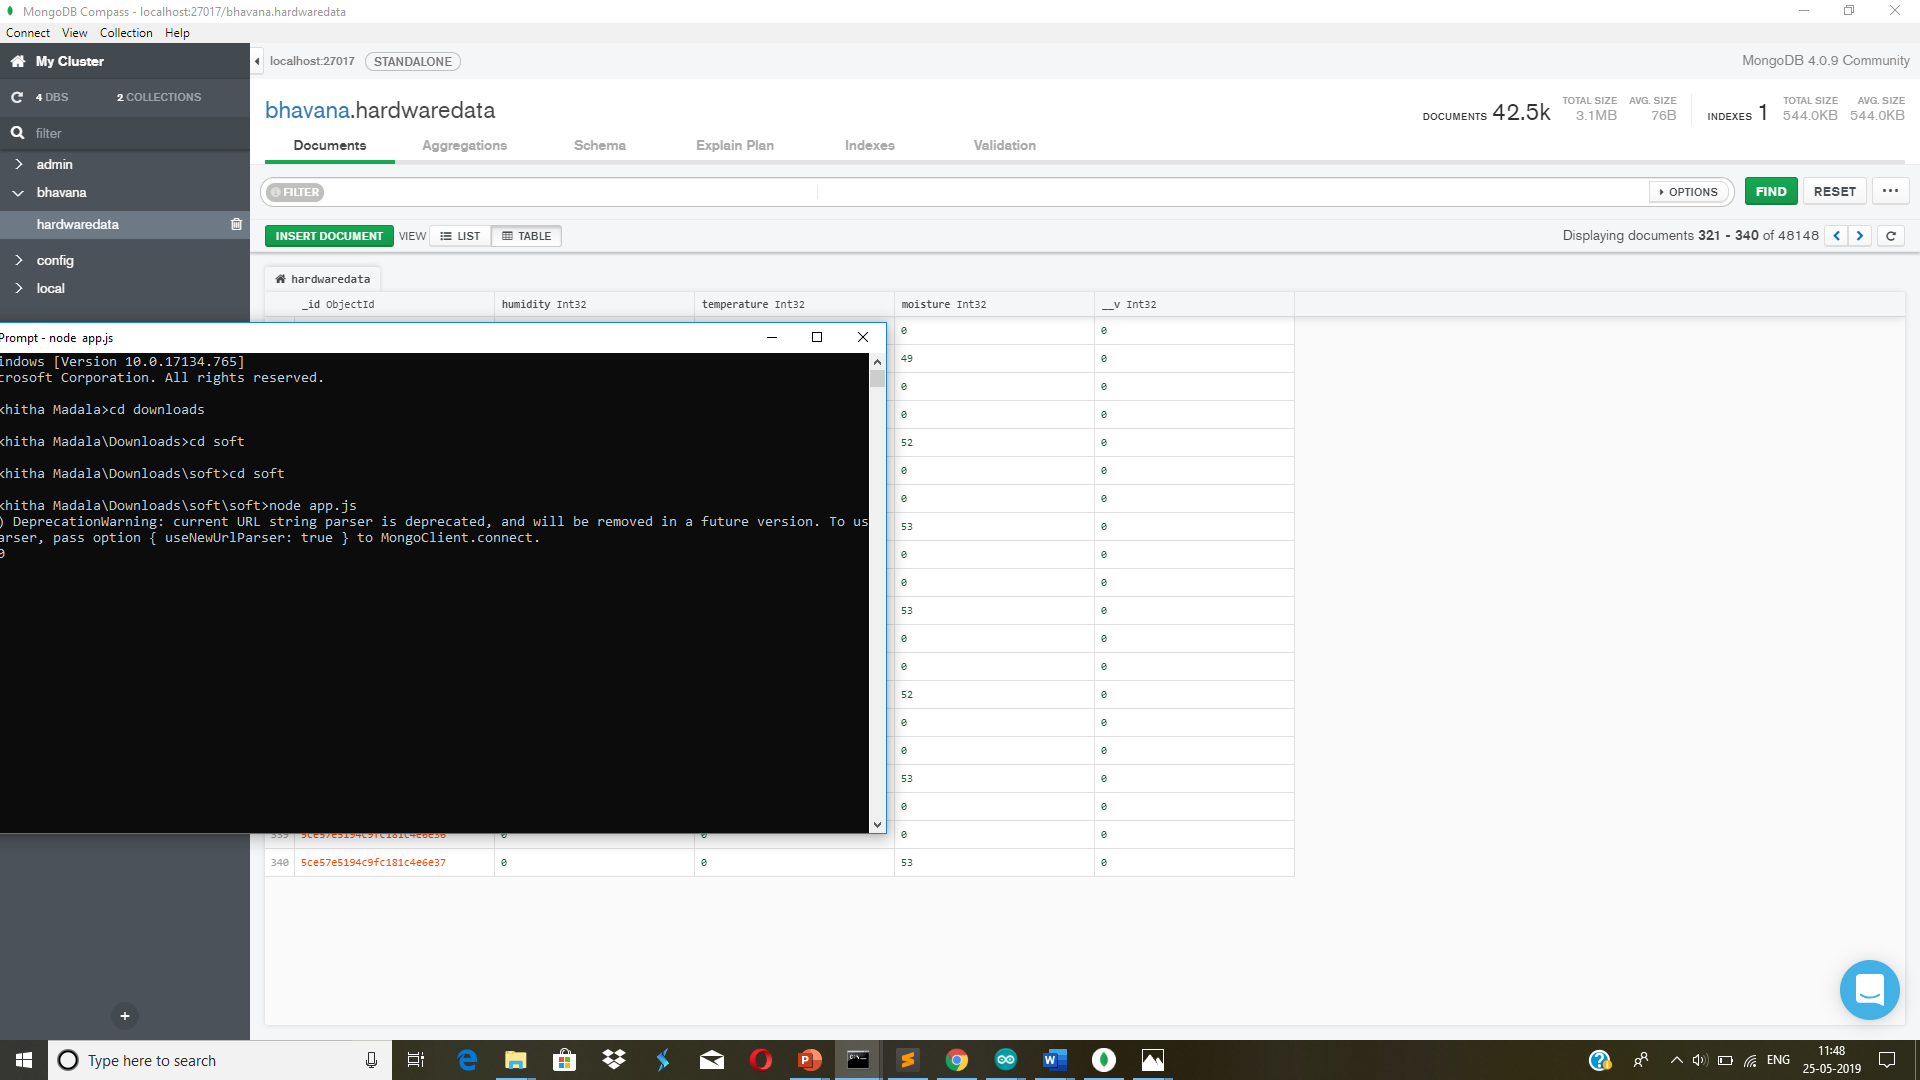 MongoDB Compass - localhost:27017/bhavana.hardwaredata
Connect View Collection Help
My Cluster
localhost:27017 STANDALONE
MongoDB 4.0.9 Community
4 DBS 2 COLLECTIONS
filter
admin
bhavana
hardwaredata
config
local
bhavana.hardwaredata
DOCUMENTS 42.5k TOTAL SIZE 3.1MB AVG. SIZE 76B INDEXES 1 TOTAL SIZE 544.0KB AVG. SIZE 544.0KB
Documents Aggregations Schema Explain Plan Indexes Validation
FILTER OPTIONS FIND RESET ...
INSERT DOCUMENT VIEW LIST TABLE
Displaying documents 321 - 340 of 48148
hardwaredata
_id ObjectId humidity Int32 temperature Int32 moisture Int32 __v Int32
0 0
49 0
0 0
0 0
52 0
0 0
0 0
53 0
0 0
0 0
53 0
0 0
0 0
52 0
0 0
0 0
53 0
0 0
339 5ce57e5194c9fc181c4e6e36 0 0 0 0
340 5ce57e5194c9fc181c4e6e37 0 0 53 0
Prompt - node app.js
indows [Version 10.0.17134.765]
crosoft Corporation. All rights reserved.
khitha Madala>cd downloads
khitha Madala\Downloads>cd soft
khitha Madala\Downloads\soft>cd soft
khitha Madala\Downloads\soft\soft>node app.js
) DeprecationWarning: current URL string parser is deprecated, and will be removed in a future version. To us
arser, pass option { useNewUrlParser: true } to MongoClient.connect.
0
+
Type here to search
ENG
11:48
25-05-2019